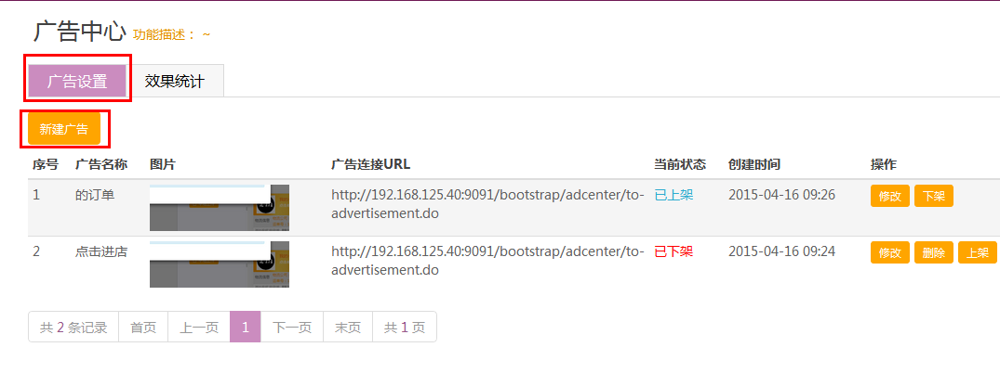 广告中心 功能描述： ~
广告设置 效果统计
新建广告
序号 广告名称 图片 广告连接URL 当前状态 创建时间 操作
1 的订单 http://192.168.125.40:9091/bootstrap/adcenter/to- 已上架 2015-04-16 09:26 修改 下架
advertisement.do
2 点击进店 http://192.168.125.40:9091/bootstrap/adcenter/to- 已下架 2015-04-16 09:24 修改 删除 上架
advertisement.do
共 2 条记录 首页 上一页 1 下一页 末页 共 1 页